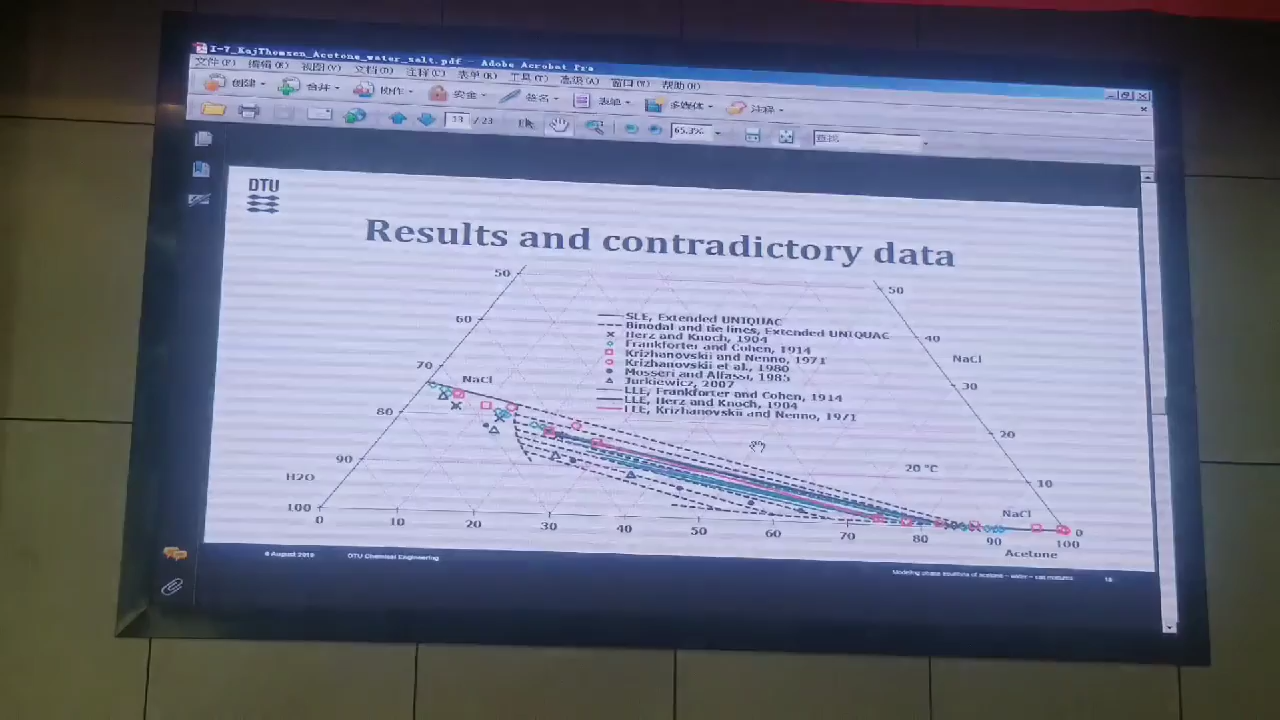 I-7_KajThomsen_Acetone_water_salt.pdf - Adobe Acrobat Pro
文件(F) 编辑(E) 视图(V) 文档(D) 注释(C) 表单(R) 工具(T) 高级(A) 窗口(W) 帮助(H)
创建 合并 协作 安全 签名 表单 多媒体 注释
13 / 23 65.3% 查找
DTU
Results and contradictory data
50
60
70
80
90
100
H2O
NaCl
SLE, Extended UNIQUAC
Binodal and tie lines, Extended UNIQUAC
Herz and Knoch, 1904
Frankforter and Cohen, 1914
Krizhanovskii and Nenno, 1971
Krizhanovskii et al., 1980
Mosseri and Alfassi, 1985
Jurkiewicz, 2007
LLE, Frankforter and Cohen, 1914
LLE, Herz and Knoch, 1904
LLE, Krizhanovskii and Nenno, 1971
50
40
NaCl
30
20
20 °C
10
NaCl
0
0 10 20 30 40 50 60 70 80 90 100
Acetone
DTU Chemical Engineering